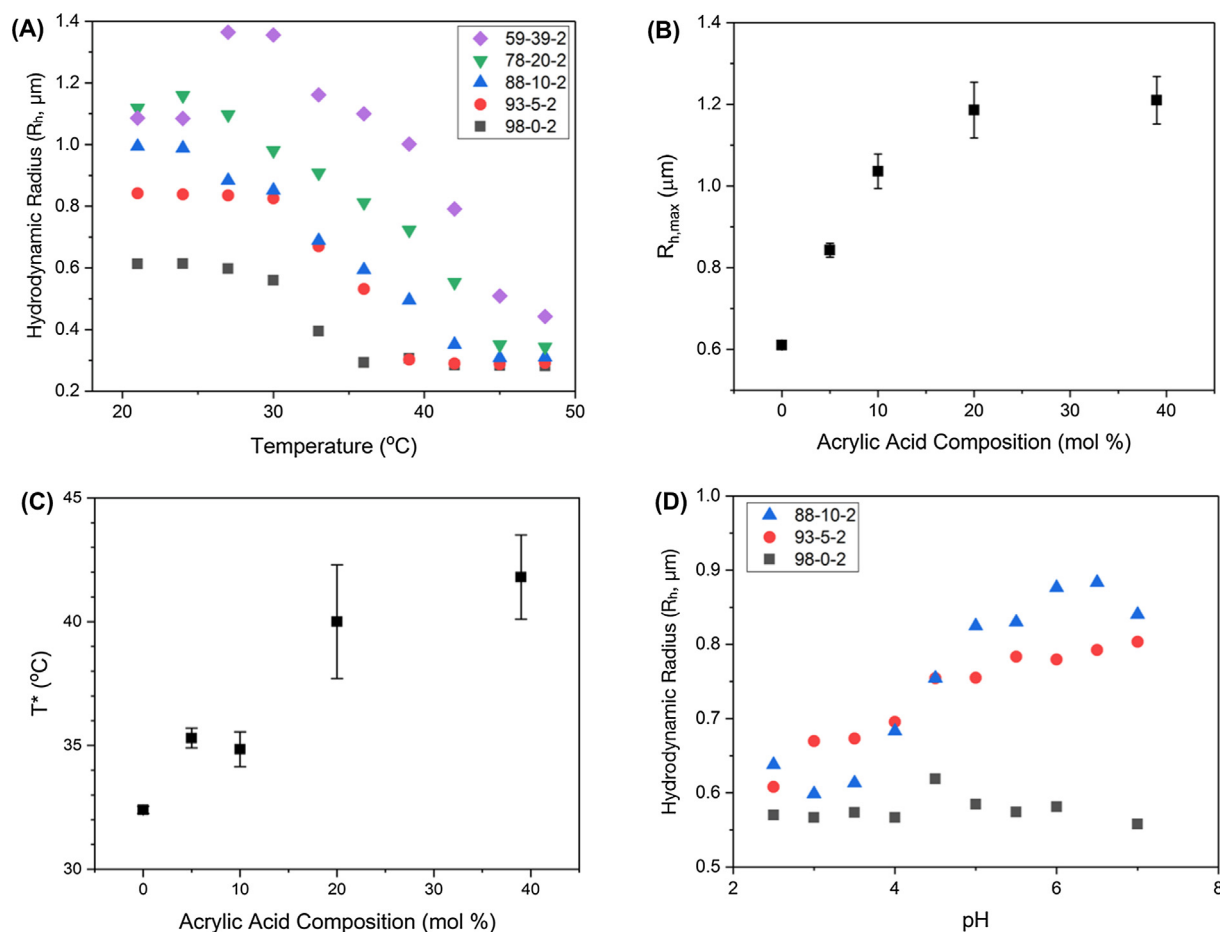 (A)
1.4
1.2
1.0
0.8
0.6
0.4
0.2
Hydrodynamic Radius (Rₕ, μm)
59-39-2
78-20-2
88-10-2
93-5-2
98-0-2
20 30 40 50
Temperature (⁰C)
(B)
1.4
1.2
1.0
0.8
0.6
Rₕ,ₘₐₓ (μm)
0 10 20 30 40
Acrylic Acid Composition (mol %)
(C)
45
40
35
30
T* (⁰C)
0 10 20 30 40
Acrylic Acid Composition (mol %)
(D)
1.0
0.9
0.8
0.7
0.6
0.5
Hydrodynamic Radius (Rₕ, μm)
88-10-2
93-5-2
98-0-2
2 4 6 8
pH